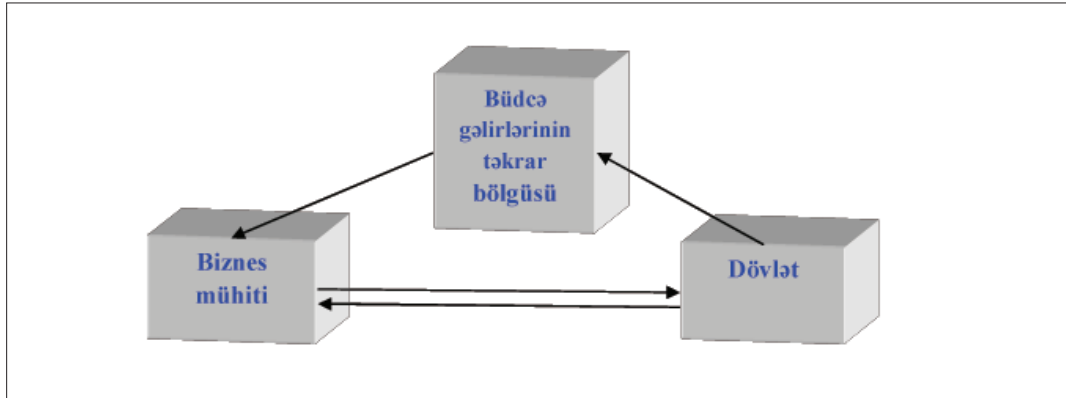 Büdcə
gəlirlərinin
təkrar
bölgüsü
Biznes
mühiti
Dövlət